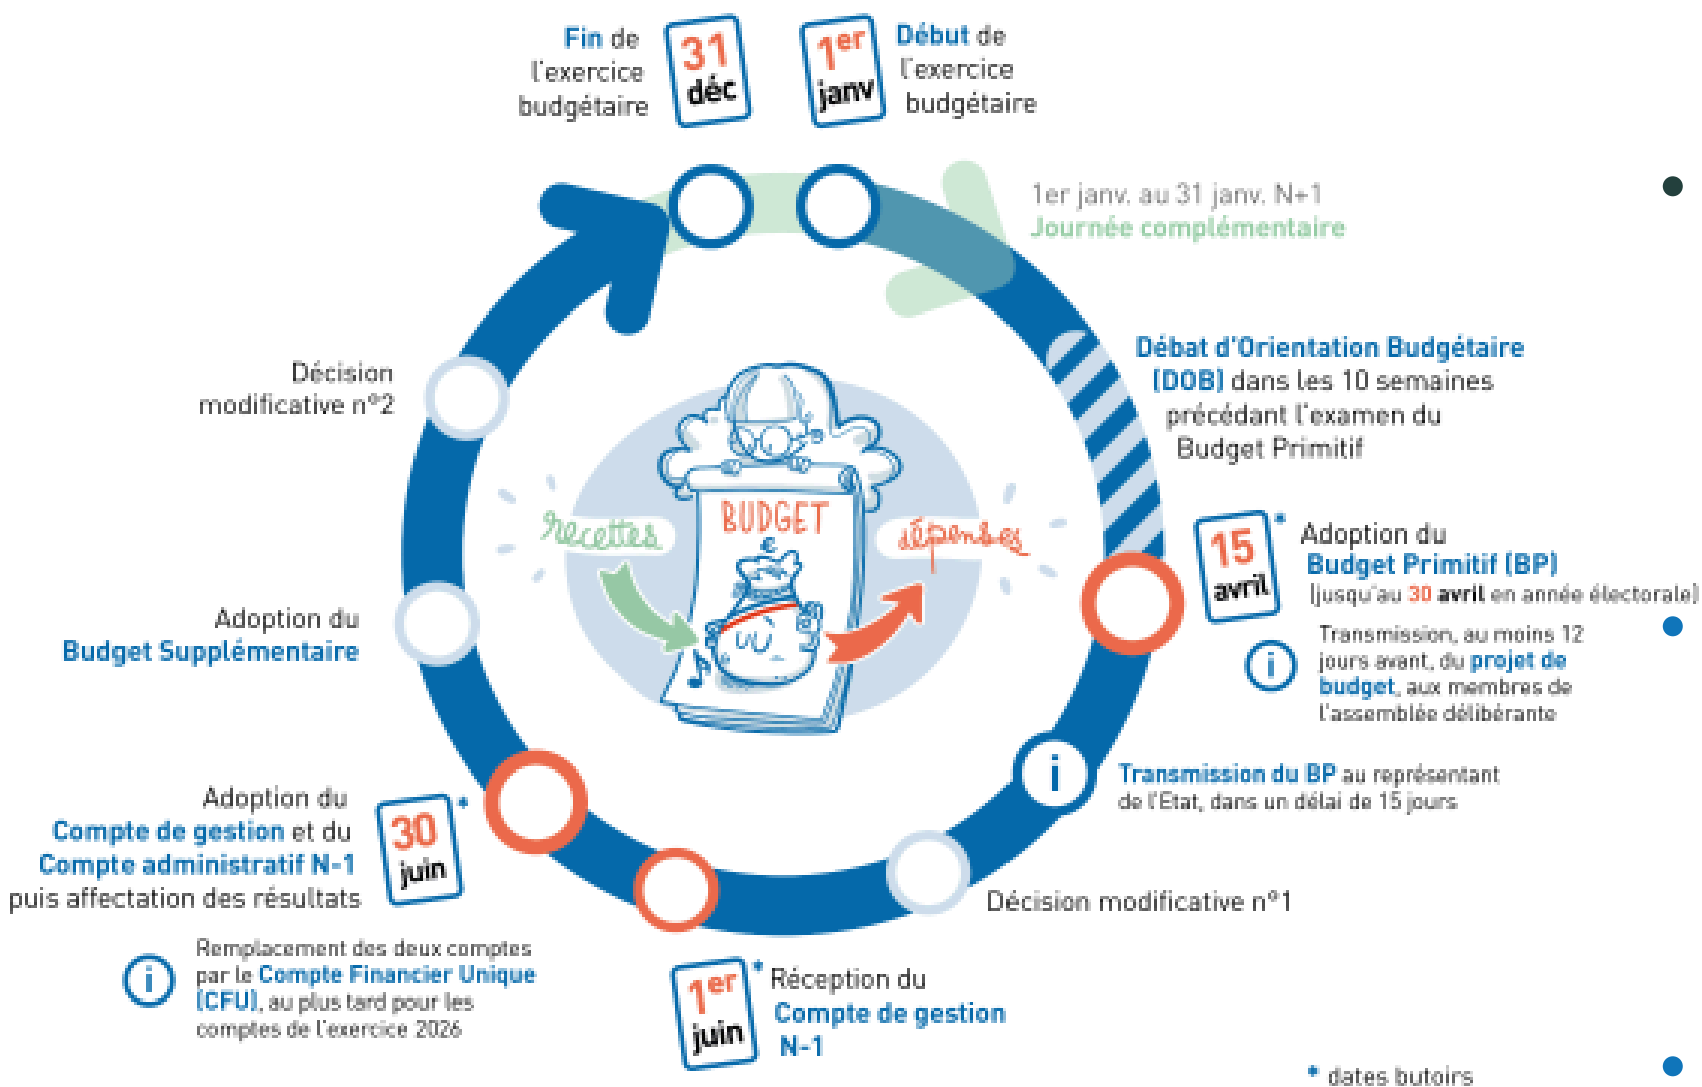 Fin de
l'exercice
budgétaire
31
déc
1er
janv
Début de
l'exercice
budgétaire
1er janv. au 31 janv. N+1
Journée complémentaire
Débat d'Orientation Budgétaire
(DOB) dans les 10 semaines
précédant l'examen du
Budget Primitif
15
avril
*
Adoption du
Budget Primitif (BP)
(jusqu'au 30 avril en année électorale)
i
Transmission, au moins 12
jours avant, du projet de
budget, aux membres de
l'assemblée délibérante
i
Transmission du BP au représentant
de l'Etat, dans un délai de 15 jours
Décision modificative n°1
1er
juin
*
Réception du
Compte de gestion
N-1
Adoption du
Compte de gestion et du
Compte administratif N-1
puis affectation des résultats
30
juin
*
i
Remplacement des deux comptes
par le Compte Financier Unique
(CFU), au plus tard pour les
comptes de l'exercice 2026
Adoption du
Budget Supplémentaire
Décision
modificative n°2
BUDGET
recettes
dépenses
* dates butoirs